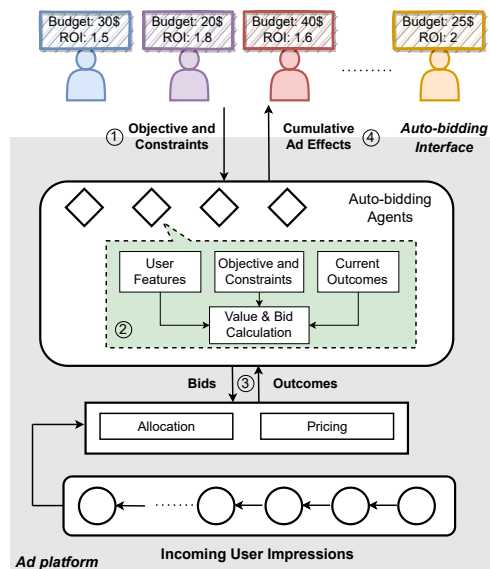 Budget: 30$
ROI: 1.5
Budget: 20$
ROI: 1.8
Budget: 40$
ROI: 1.6
Budget: 25$
ROI: 2
1 Objective and
Constraints
Cumulative 4
Ad Effects
Auto-bidding
Interface
Auto-bidding
Agents
User
Features
Objective and
Constraints
Current
Outcomes
2
Value & Bid
Calculation
Bids 3 Outcomes
Allocation
Pricing
Incoming User Impressions
Ad platform